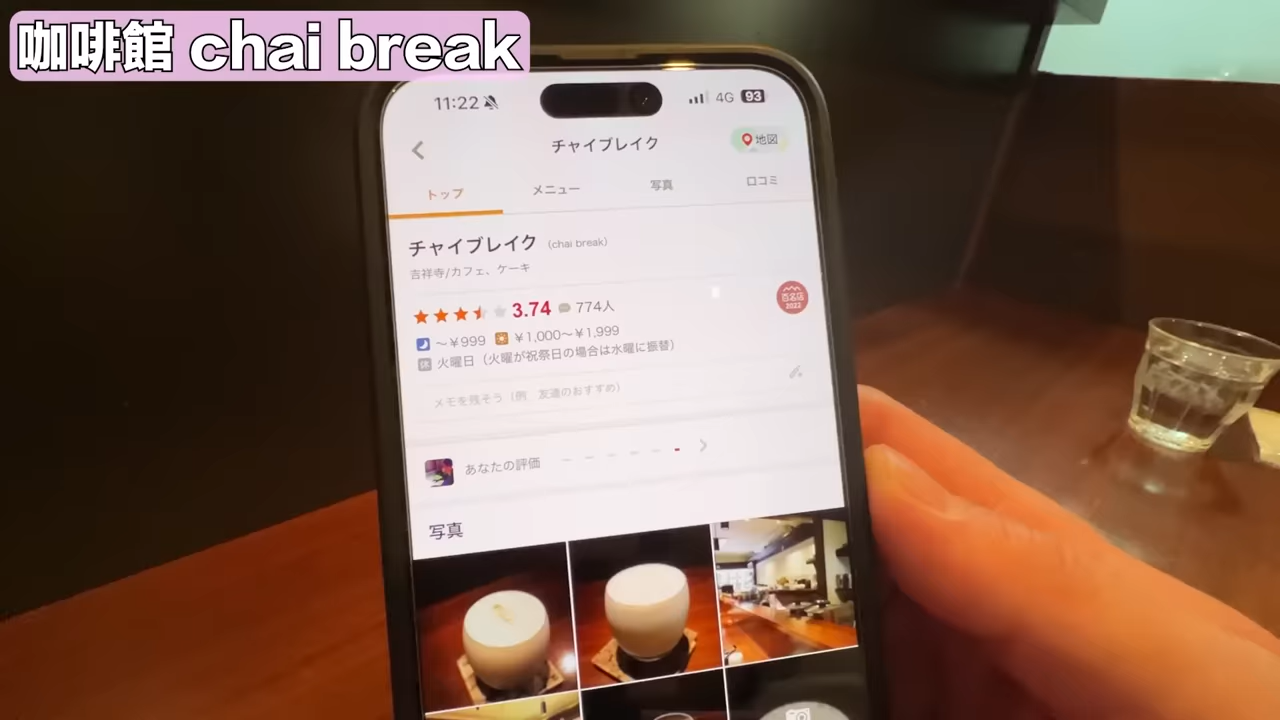 咖啡館 chai break
11:22
4G 93
チャイブレイク
地図
トップ メニュー 写真 口コミ
チャイブレイク (chai break)
吉祥寺/カフェ、ケーキ
3.74 774人
百名店
2022
～￥999 ￥1,000～￥1,999
休 火曜日（火曜が祝祭日の場合は水曜に振替）
メモを残そう（例 友達のおすすめ）
あなたの評価
写真